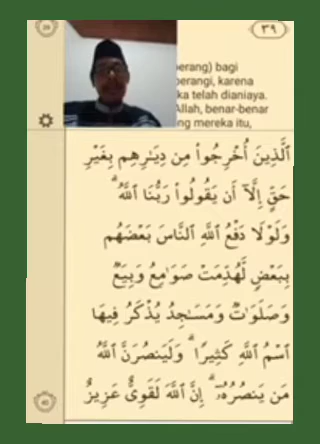 ٣٩
erang) bagi
erangi, karena
ka telah dianiaya.
Allah, benar-benar
ng mereka itu,
ٱلَّذِينَ أُخْرِجُوا۟ مِن دِيَـٰرِهِم بِغَيْرِ
حَقٍّ إِلَّآ أَن يَقُولُوا۟ رَبُّنَا ٱللَّهُ ۗ
وَلَوْلَا دَفْعُ ٱللَّهِ ٱلنَّاسَ بَعْضَهُم
بِبَعْضٍ لَّهُدِّمَتْ صَوَٰمِعُ وَبِيَعٌ
وَصَلَوَٰتٌ وَمَسَـٰجِدُ يُذْكَرُ فِيهَا
ٱسْمُ ٱللَّهِ كَثِيرًا ۗ وَلَيَنصُرَنَّ ٱللَّهُ
مَن يَنصُرُهُۥٓ ۗ إِنَّ ٱللَّهَ لَقَوِىٌّ عَزِيزٌ